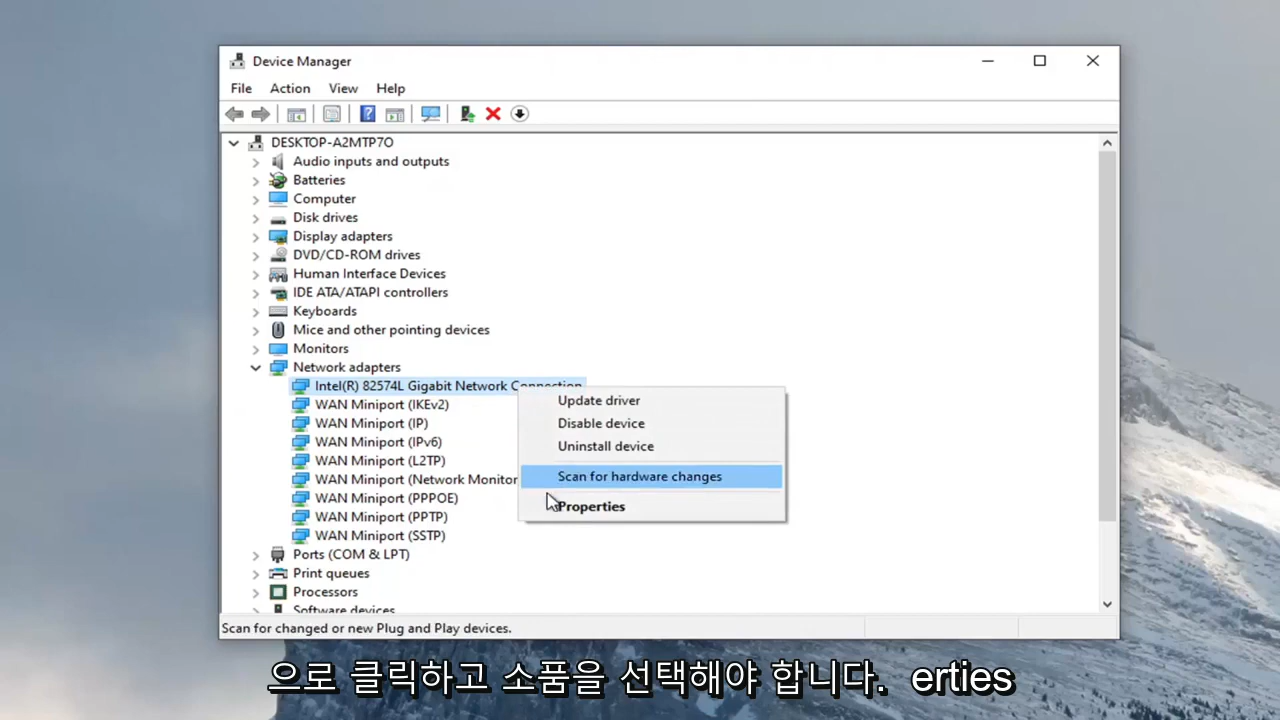 Device Manager
File Action View Help
DESKTOP-A2MTP7O
Audio inputs and outputs
Batteries
Computer
Disk drives
Display adapters
DVD/CD-ROM drives
Human Interface Devices
IDE ATA/ATAPI controllers
Keyboards
Mice and other pointing devices
Monitors
Network adapters
Intel(R) 82574L Gigabit Network Connection
WAN Miniport (IKEv2)
WAN Miniport (IP)
WAN Miniport (IPv6)
WAN Miniport (L2TP)
WAN Miniport (Network Monitor
WAN Miniport (PPPOE)
WAN Miniport (PPTP)
WAN Miniport (SSTP)
Ports (COM & LPT)
Print queues
Processors
Software devices
Update driver
Disable device
Uninstall device
Scan for hardware changes
Properties
Scan for changed or new Plug and Play devices.
으로 클릭하고 소품을 선택해야 합니다. erties